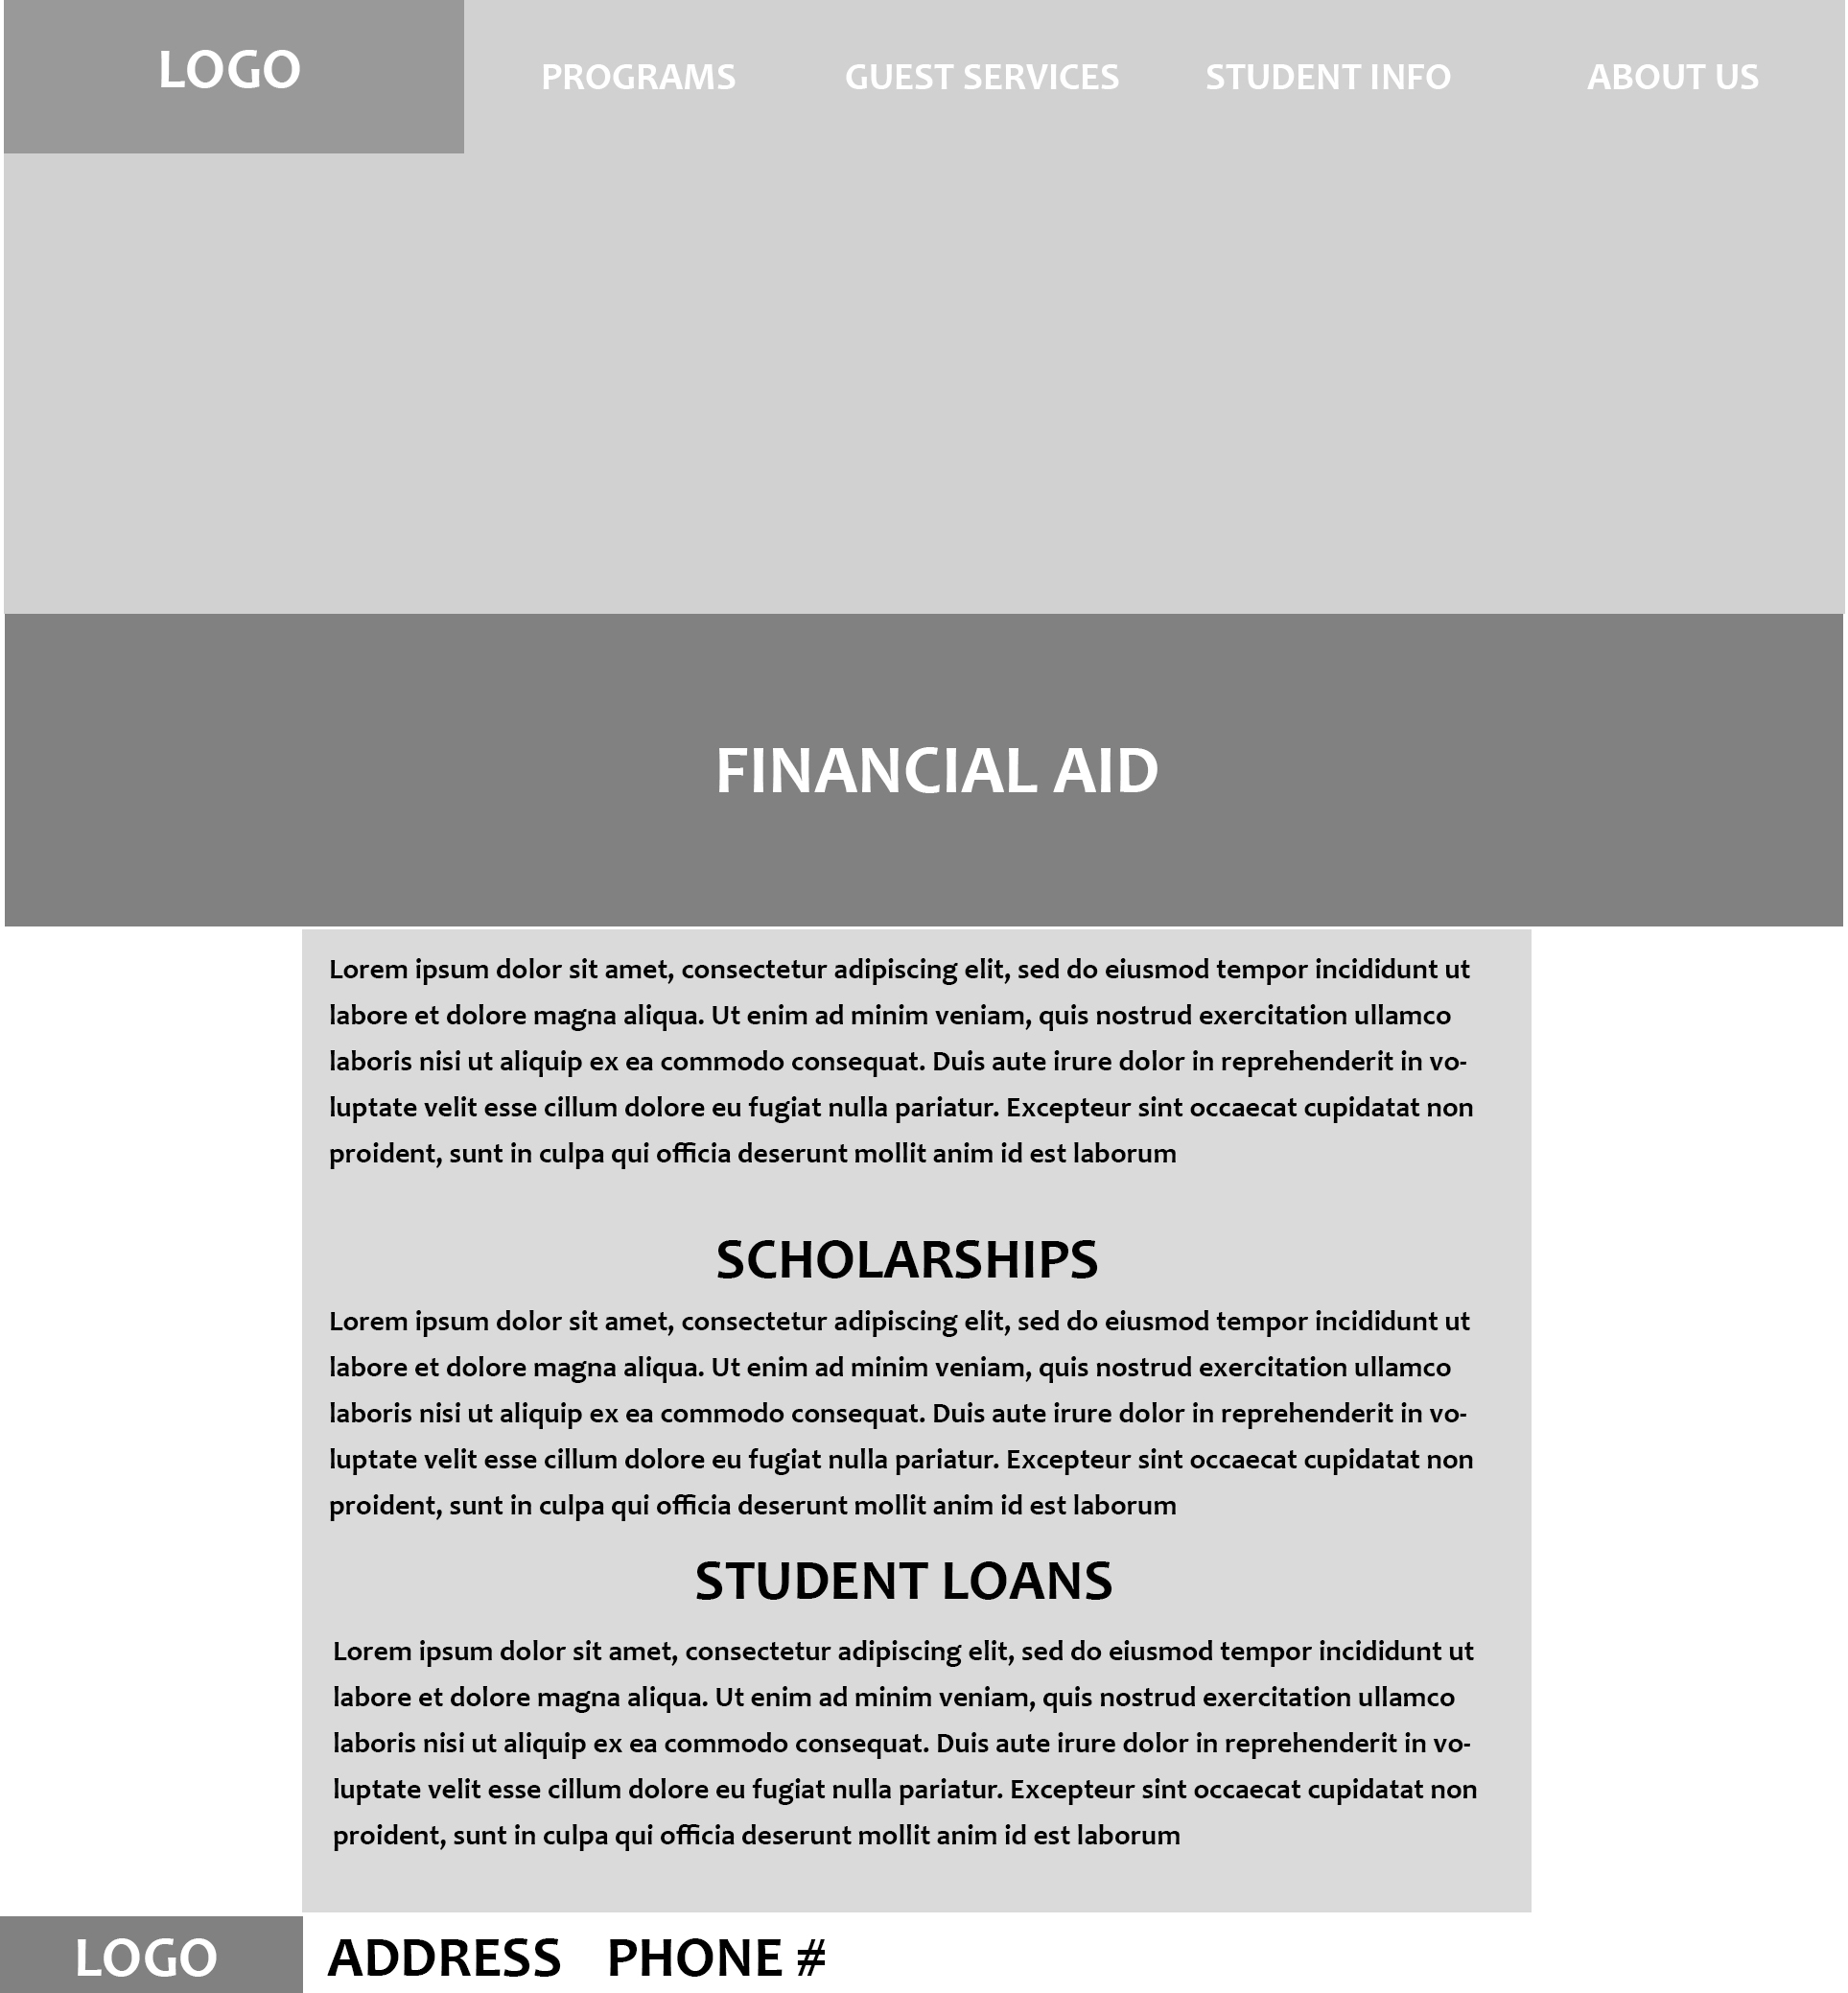 LOGO
PROGRAMS GUEST SERVICES STUDENT INFO ABOUT US
FINANCIAL AID
Lorem ipsum dolor sit amet, consectetur adipiscing elit, sed do eiusmod tempor incididunt ut
labore et dolore magna aliqua. Ut enim ad minim veniam, quis nostrud exercitation ullamco
laboris nisi ut aliquip ex ea commodo consequat. Duis aute irure dolor in reprehenderit in vo-
luptate velit esse cillum dolore eu fugiat nulla pariatur. Excepteur sint occaecat cupidatat non
proident, sunt in culpa qui officia deserunt mollit anim id est laborum
SCHOLARSHIPS
Lorem ipsum dolor sit amet, consectetur adipiscing elit, sed do eiusmod tempor incididunt ut
labore et dolore magna aliqua. Ut enim ad minim veniam, quis nostrud exercitation ullamco
laboris nisi ut aliquip ex ea commodo consequat. Duis aute irure dolor in reprehenderit in vo-
luptate velit esse cillum dolore eu fugiat nulla pariatur. Excepteur sint occaecat cupidatat non
proident, sunt in culpa qui officia deserunt mollit anim id est laborum
STUDENT LOANS
Lorem ipsum dolor sit amet, consectetur adipiscing elit, sed do eiusmod tempor incididunt ut
labore et dolore magna aliqua. Ut enim ad minim veniam, quis nostrud exercitation ullamco
laboris nisi ut aliquip ex ea commodo consequat. Duis aute irure dolor in reprehenderit in vo-
luptate velit esse cillum dolore eu fugiat nulla pariatur. Excepteur sint occaecat cupidatat non
proident, sunt in culpa qui officia deserunt mollit anim id est laborum
LOGO ADDRESS PHONE #